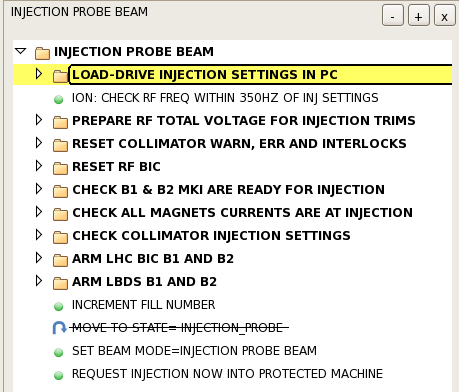 INJECTION PROBE BEAM
- + x
INJECTION PROBE BEAM
LOAD-DRIVE INJECTION SETTINGS IN PC
ION: CHECK RF FREQ WITHIN 350HZ OF INJ SETTINGS
PREPARE RF TOTAL VOLTAGE FOR INJECTION TRIMS
RESET COLLIMATOR WARN, ERR AND INTERLOCKS
RESET RF BIC
CHECK B1 & B2 MKI ARE READY FOR INJECTION
CHECK ALL MAGNETS CURRENTS ARE AT INJECTION
CHECK COLLIMATOR INJECTION SETTINGS
ARM LHC BIC B1 AND B2
ARM LBDS B1 AND B2
INCREMENT FILL NUMBER
MOVE TO STATE= INJECTION_PROBE
SET BEAM MODE=INJECTION PROBE BEAM
REQUEST INJECTION NOW INTO PROTECTED MACHINE